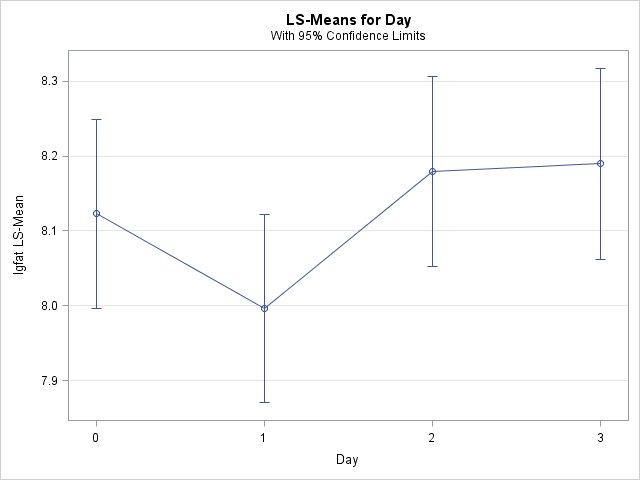 LS-Means for Day
With 95% Confidence Limits
lgfat LS-Mean
8.3
8.2
8.1
8.0
7.9
0 1 2 3
Day